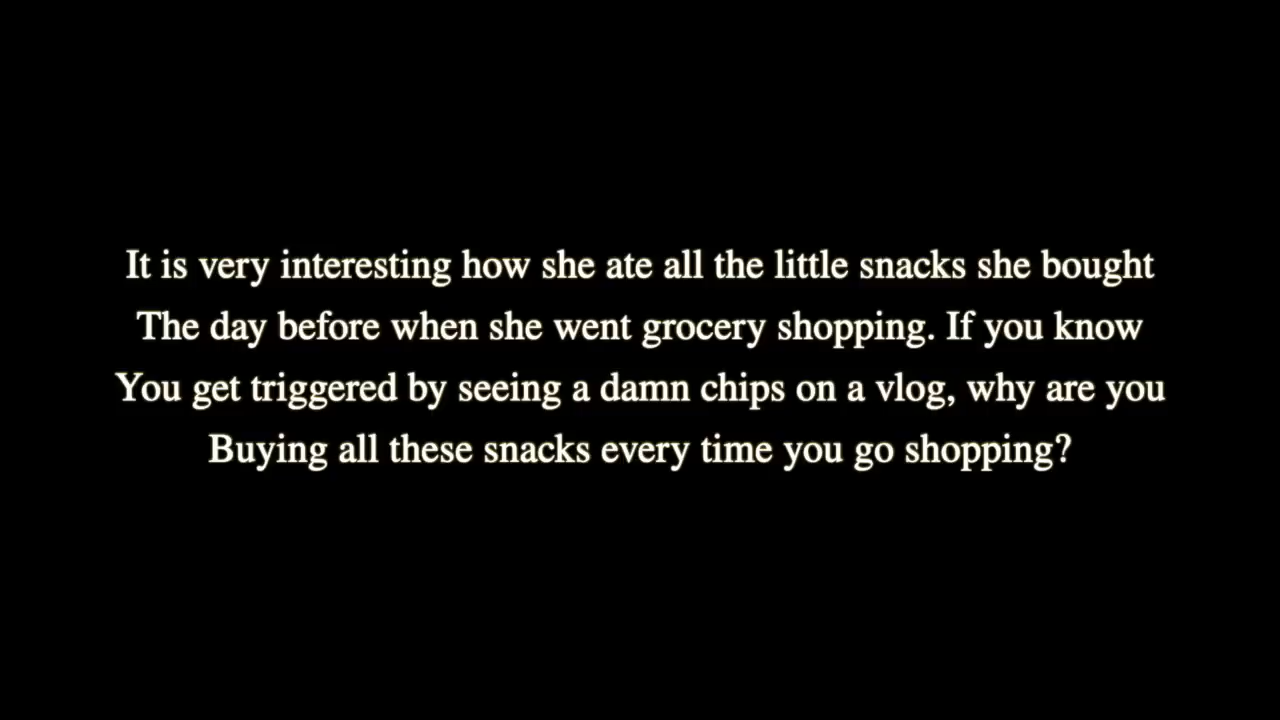 It is very interesting how she ate all the little snacks she bought
The day before when she went grocery shopping. If you know
You get triggered by seeing a damn chips on a vlog, why are you
Buying all these snacks every time you go shopping?